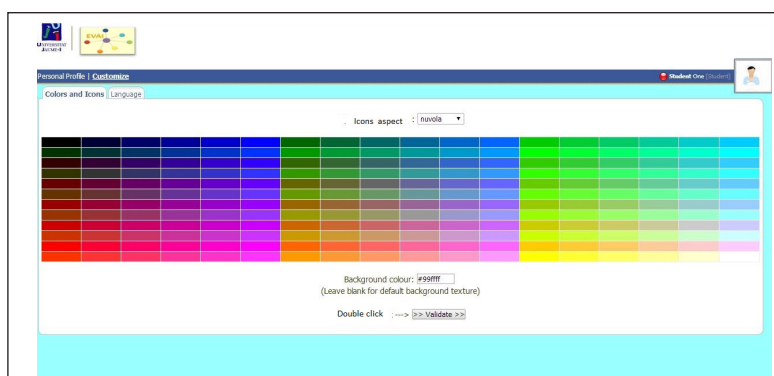 UNIVERSITAT
JAUME·I
EVAI
Personal Profile | Customize
Student One [Student]
Colors and Icons
Language
. Icons aspect : nuvola
Background colour: #99ffff
(Leave blank for default background texture)
Double click :---> >> Validate >>